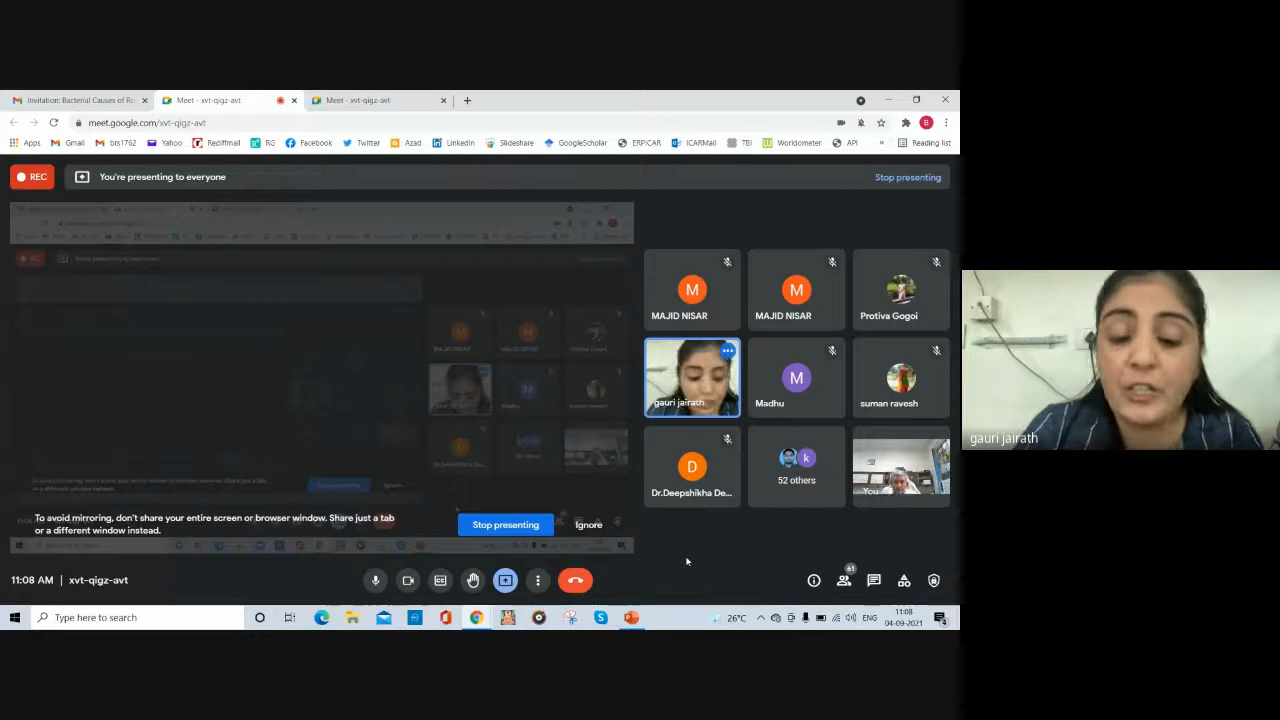 Invitation: Bacterial Causes of Re
Meet - xvt-qigz-avt
Meet - xvt-qigz-avt
meet.google.com/xvt-qigz-avt
B
Apps Gmail brs1762 Yahoo Rediffmail RG Facebook Twitter Azad LinkedIn Slideshare GoogleScholar ERPICAR ICARMail TBI Worldometer API » Reading list
REC
You're presenting to everyone
Stop presenting
M
MAJID NISAR
M
MAJID NISAR
Protiva Gogoi
gauri jairath
M
Madhu
suman ravesh
D
Dr.Deepshikha De...
k
52 others
You
To avoid mirroring, don't share your entire screen or browser window. Share just a tab
or a different window instead.
Stop presenting
Ignore
gauri jairath
11:08 AM | xvt-qigz-avt
61
Type here to search
26°C
ENG
11:08
04-09-2021